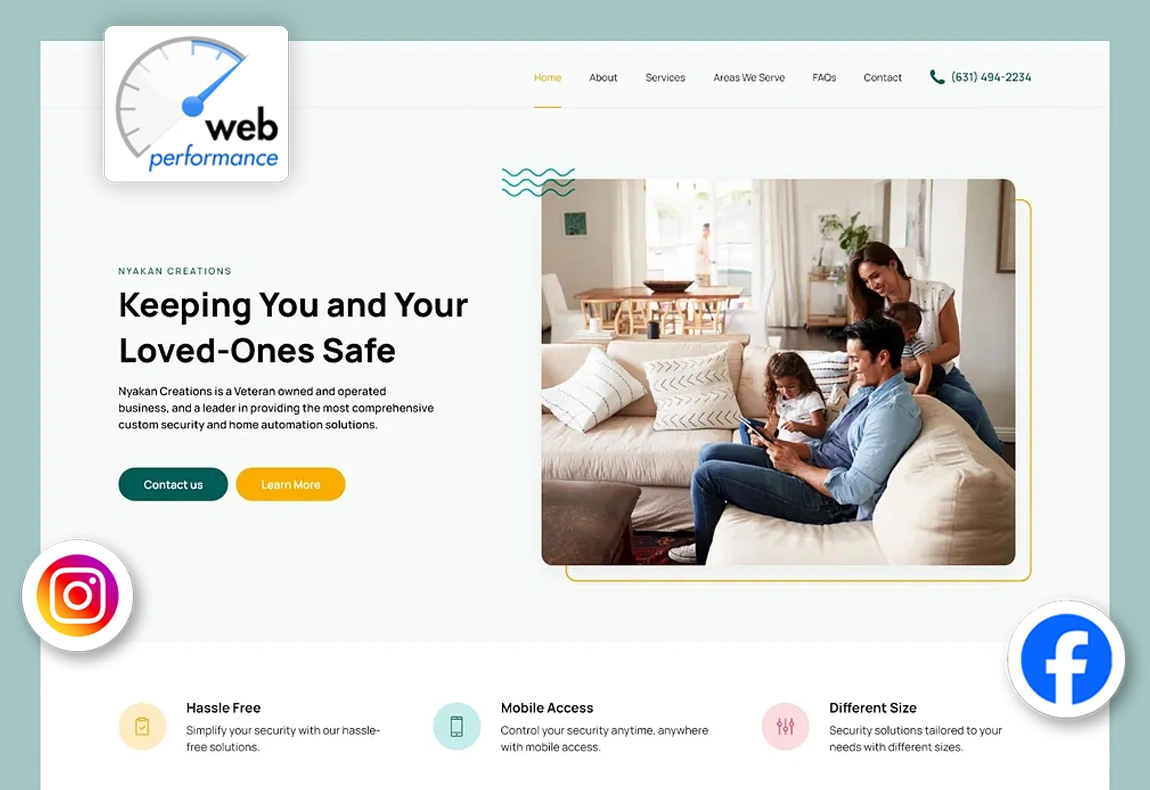 web
performance
Home About Services Areas We Serve FAQs Contact (631) 494-2234
NYAKAN CREATIONS
Keeping You and Your
Loved-Ones Safe
Nyakan Creations is a Veteran owned and operated
business, and a leader in providing the most comprehensive
custom security and home automation solutions.
Contact us Learn More
Hassle Free
Simplify your security with our hassle-
free solutions.
Mobile Access
Control your security anytime, anywhere
with mobile access.
Different Size
Security solutions tailored to your
needs with different sizes.